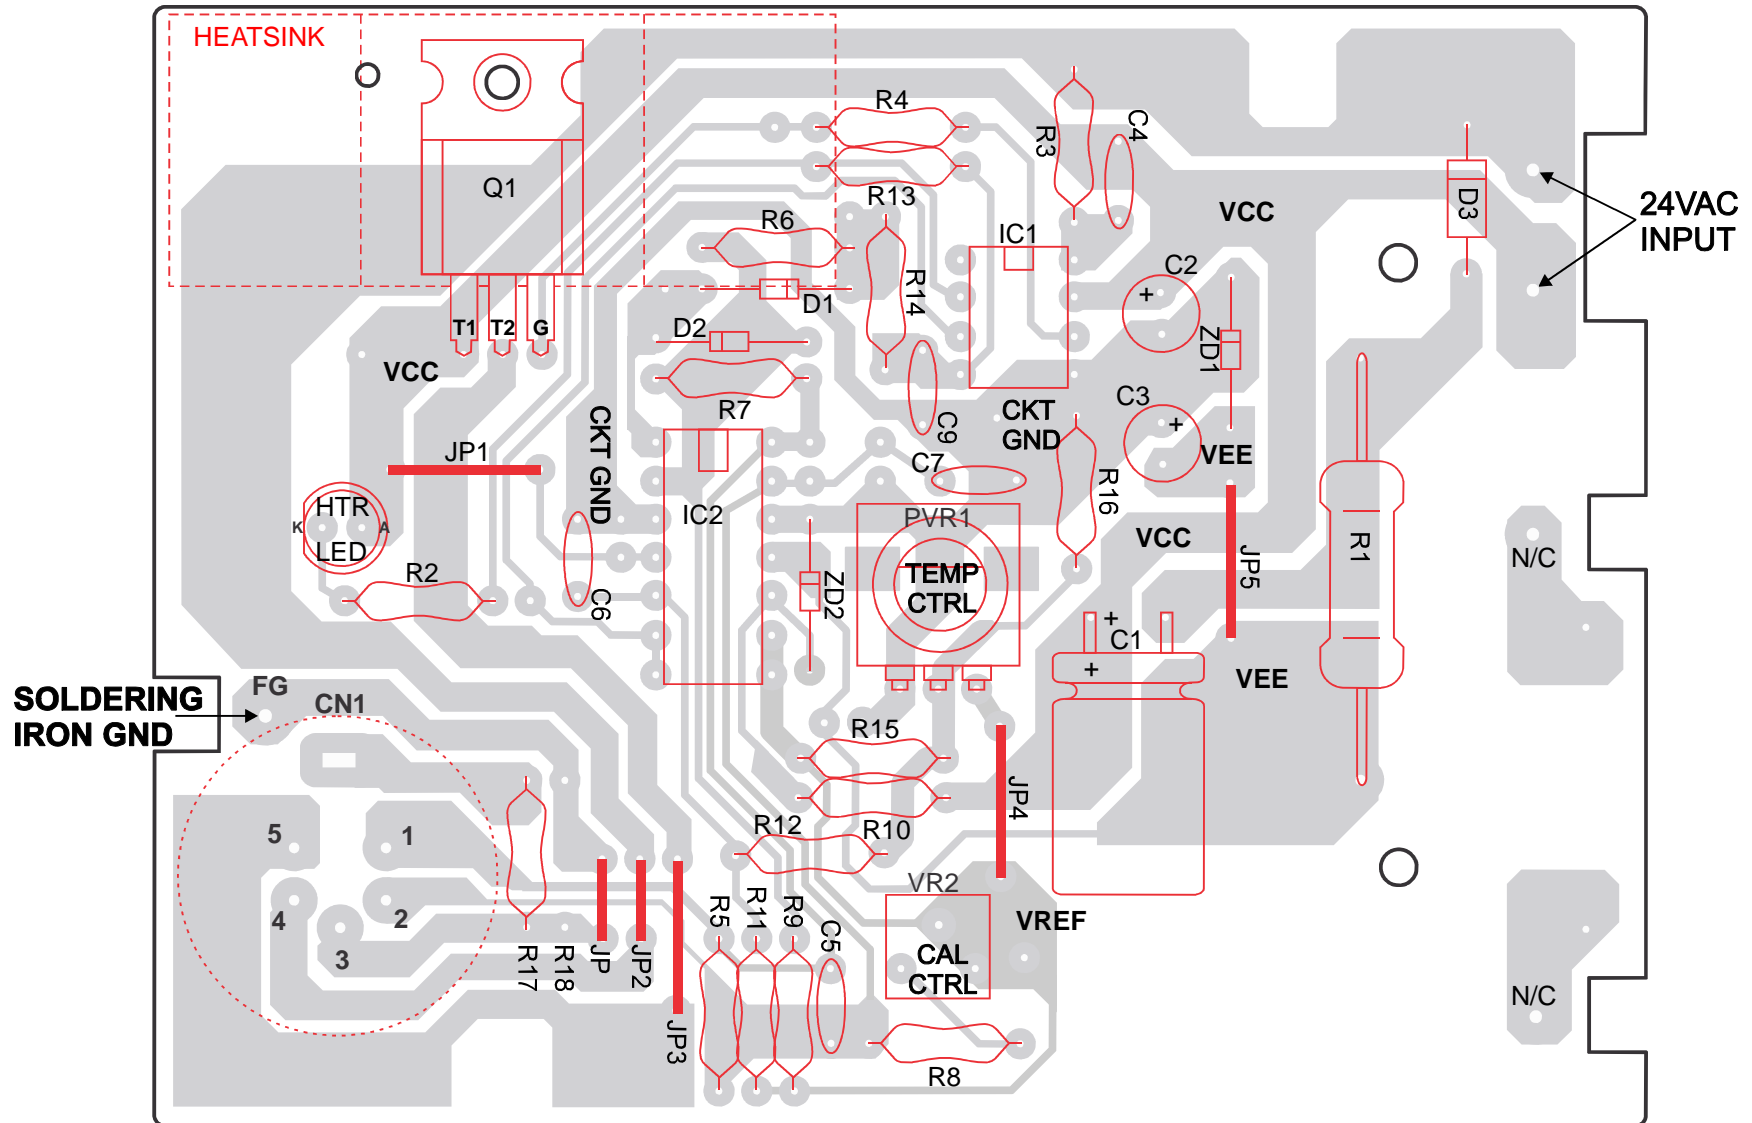 HEATSINK
R4
C4
R3
Q1
R13
D3
24VAC
INPUT
VCC
R6
IC1
C2
R14
+
D1
T1
T2
G
D2
ZD1
VCC
C3
R7
CKT
GND
+
C9
CKT GND
JP1
VEE
C7
R16
HTR
LED
K
A
IC2
PVR1
VCC
R1
N/C
JP5
R2
C6
ZD2
TEMP
CTRL
+
C1
+
VEE
FG
CN1
SOLDERING
IRON GND
R15
JP4
R12
R10
5
1
4
2
3
VR2
R5
R11
R9
C5
VREF
R17
R18
JP
JP2
JP3
CAL
CTRL
N/C
R8